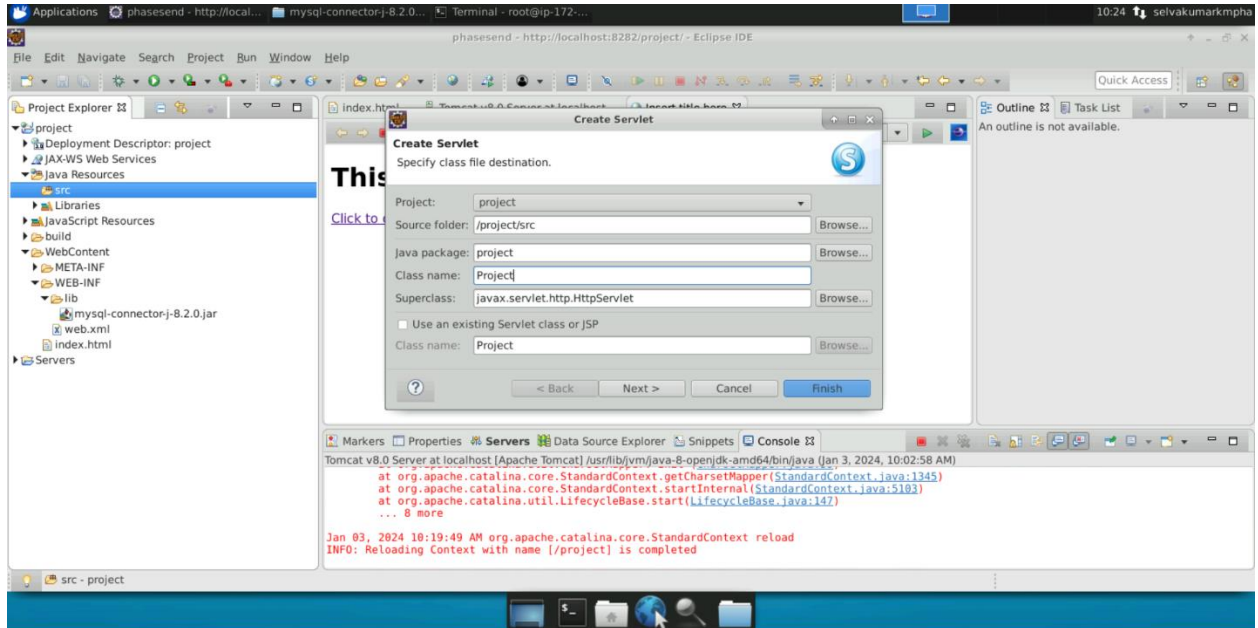 Applications phasesend - http://local... mysql-connector-j-8.2.0... Terminal - root@ip-172-... 10:24 selvakumarkmpha
phasesend - http://localhost:8282/project/ - Eclipse IDE
File Edit Navigate Search Project Run Window Help
Quick Access
Project Explorer
project
Deployment Descriptor: project
JAX-WS Web Services
Java Resources
src
Libraries
JavaScript Resources
build
WebContent
META-INF
WEB-INF
lib
mysql-connector-j-8.2.0.jar
web.xml
index.html
Servers
index.html Tomcat v8.0 Server at localhost Insert title here
This
Click to
Create Servlet
Create Servlet
Specify class file destination.
Project: project
Source folder: /project/src Browse...
Java package: project Browse...
Class name: Project
Superclass: javax.servlet.http.HttpServlet Browse...
Use an existing Servlet class or JSP
Class name: Project Browse...
? < Back Next > Cancel Finish
Outline Task List
An outline is not available.
Markers Properties Servers Data Source Explorer Snippets Console
Tomcat v8.0 Server at localhost [Apache Tomcat] /usr/lib/jvm/java-8-openjdk-amd64/bin/java (Jan 3, 2024, 10:02:58 AM)
at org.apache.catalina.core.StandardContext.getCharsetMapper(StandardContext.java:1345)
at org.apache.catalina.core.StandardContext.startInternal(StandardContext.java:5103)
at org.apache.catalina.util.LifecycleBase.start(LifecycleBase.java:147)
... 8 more
Jan 03, 2024 10:19:49 AM org.apache.catalina.core.StandardContext reload
INFO: Reloading Context with name [/project] is completed
src - project